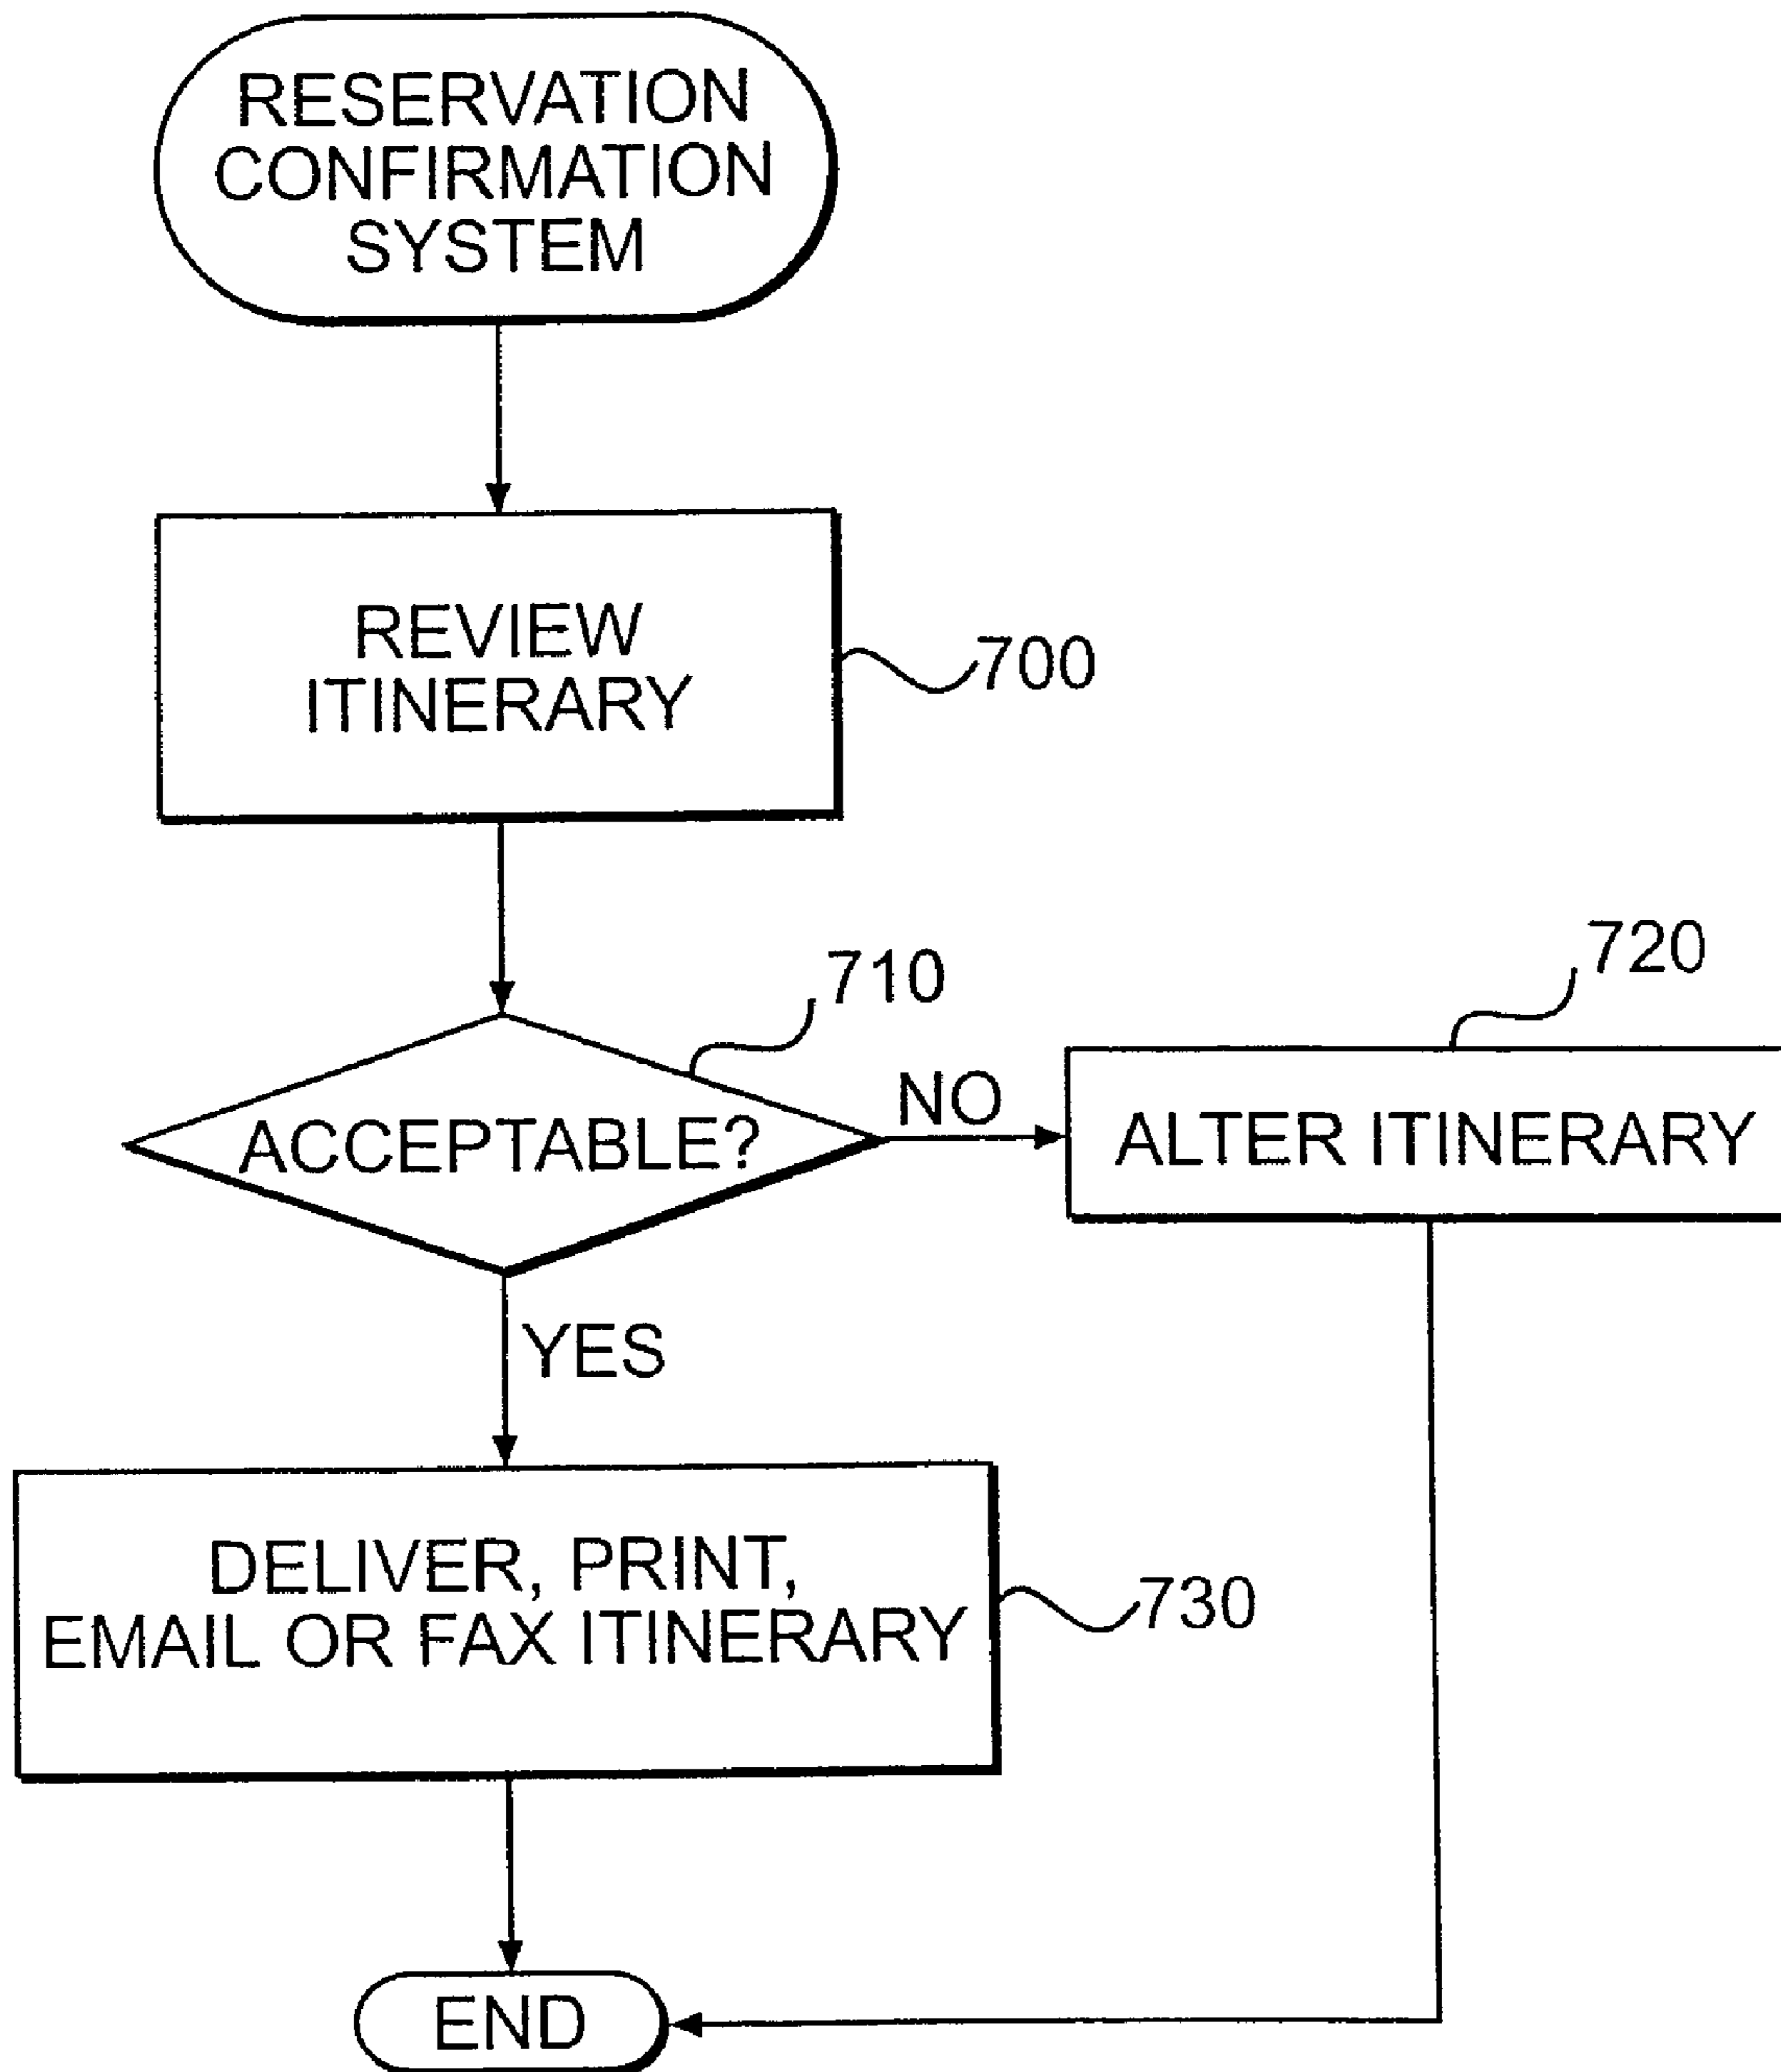 RESERVATION
CONFIRMATION
SYSTEM
REVIEW
ITINERARY
700
710
ACCEPTABLE?
NO
720
ALTER ITINERARY
YES
DELIVER, PRINT,
EMAIL OR FAX ITINERARY
730
END